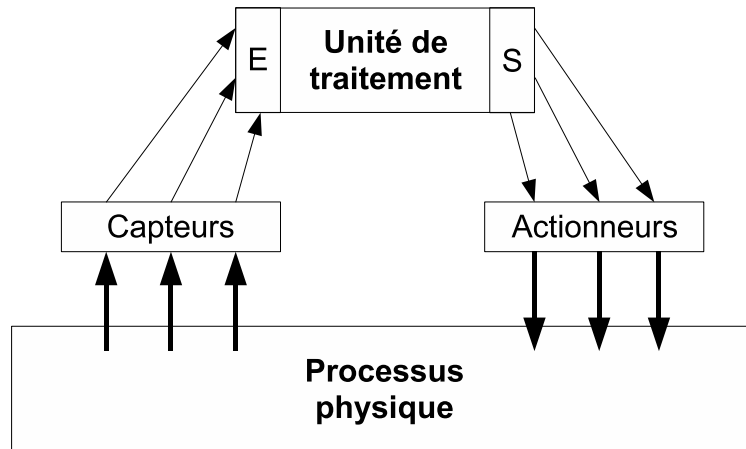 E
Unité de
traitement
S
Capteurs
Actionneurs
Processus
physique